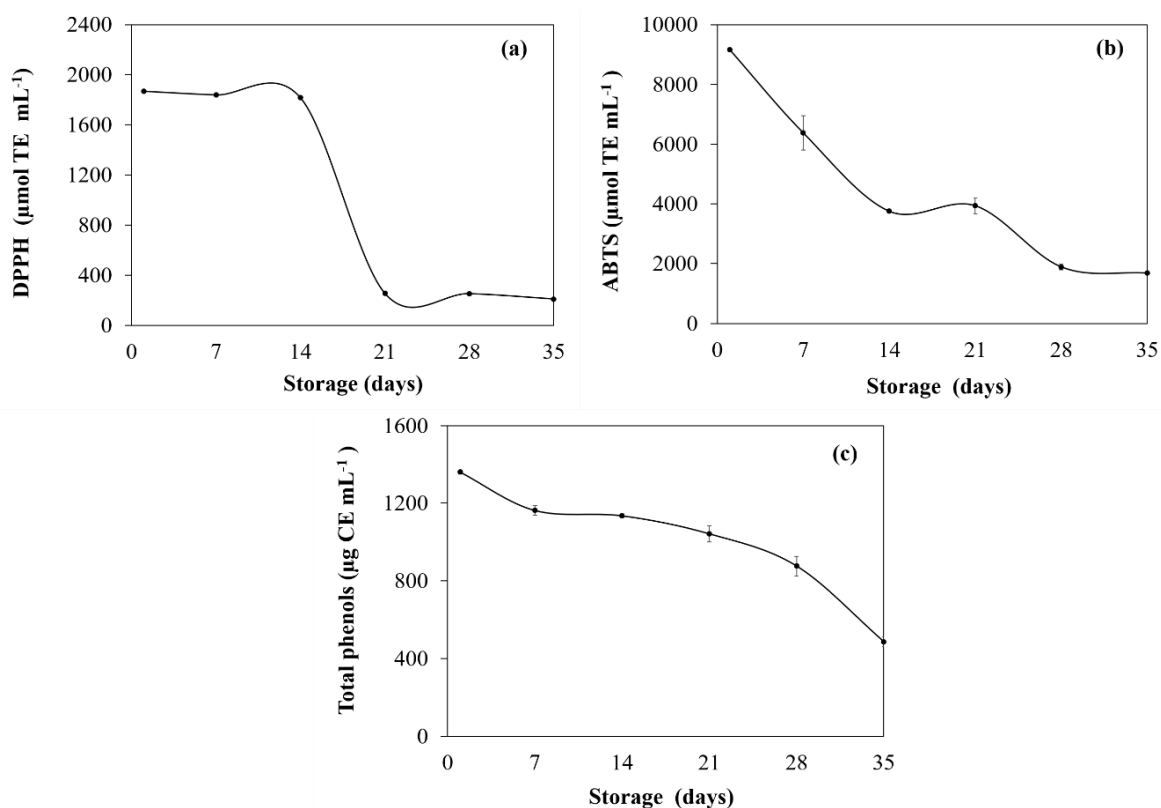 (a)
DPPH (µmol TE mL⁻¹)
2400
2000
1600
1200
800
400
0
0 7 14 21 28 35
Storage (days)
(b)
ABTS (µmol TE mL⁻¹ )
10000
8000
6000
4000
2000
0
0 7 14 21 28 35
Storage (days)
(c)
Total phenols (µg CE mL⁻¹ )
1600
1200
800
400
0
0 7 14 21 28 35
Storage (days)